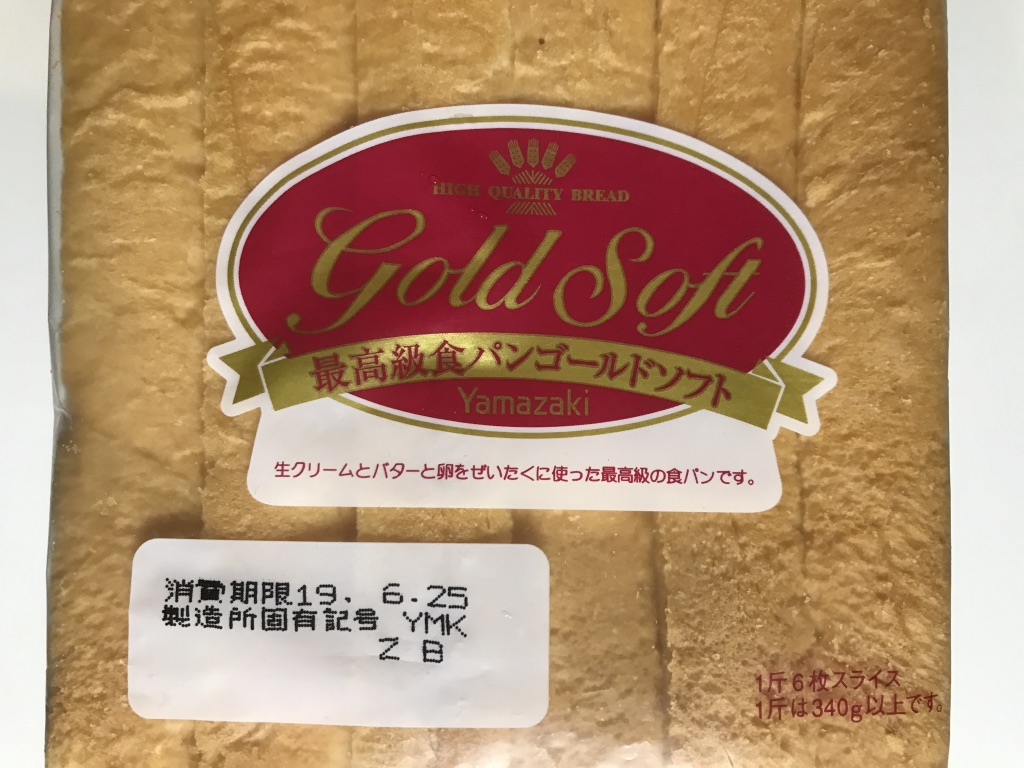 HIGH QUALITY BREAD
Gold Soft
最高級食パンゴールドソフト
Yamazaki
生クリームとバターと卵をぜいたくに使った最高級の食パンです。
消費期限19. 6.25
製造所固有記号 YMK
Z B
1斤6枚スライス
1斤は340g以上です。